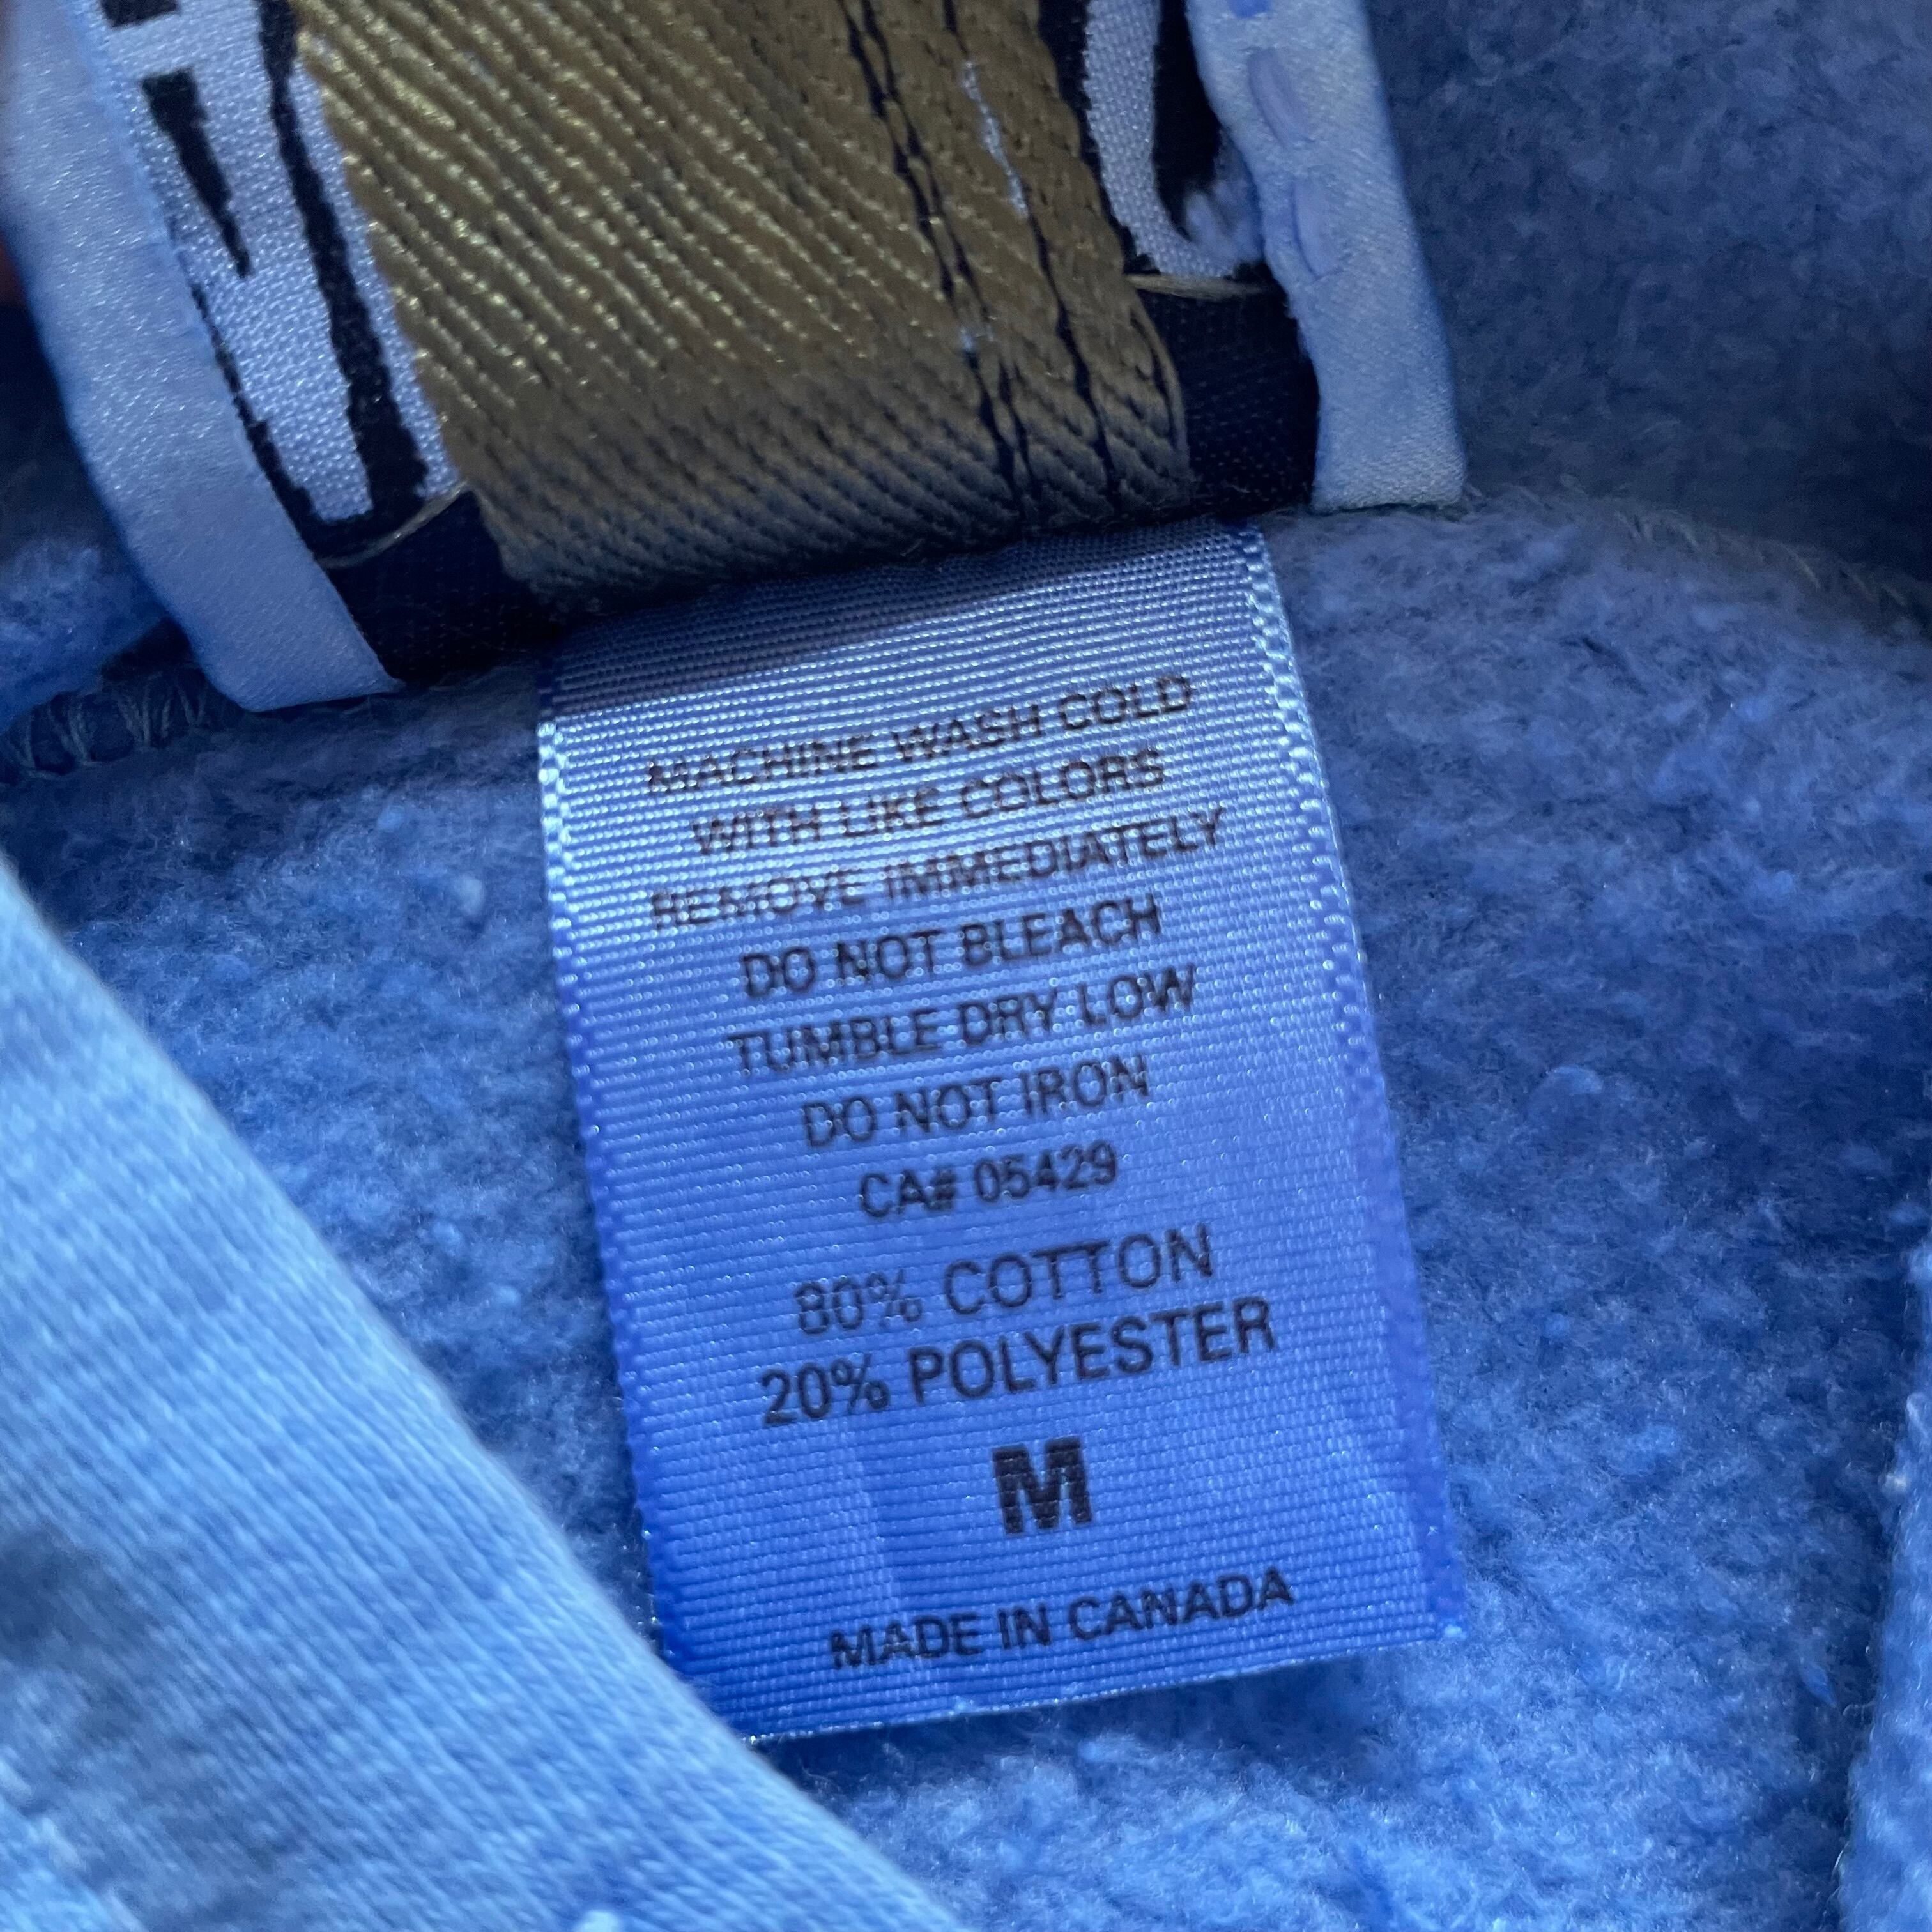 MACHINE WASH COLD
WITH LIKE COLORS
REMOVE IMMEDIATELY
DO NOT BLEACH
TUMBLE DRY LOW
DO NOT IRON
CA# 05429
80% COTTON
20% POLYESTER
M
MADE IN CANADA